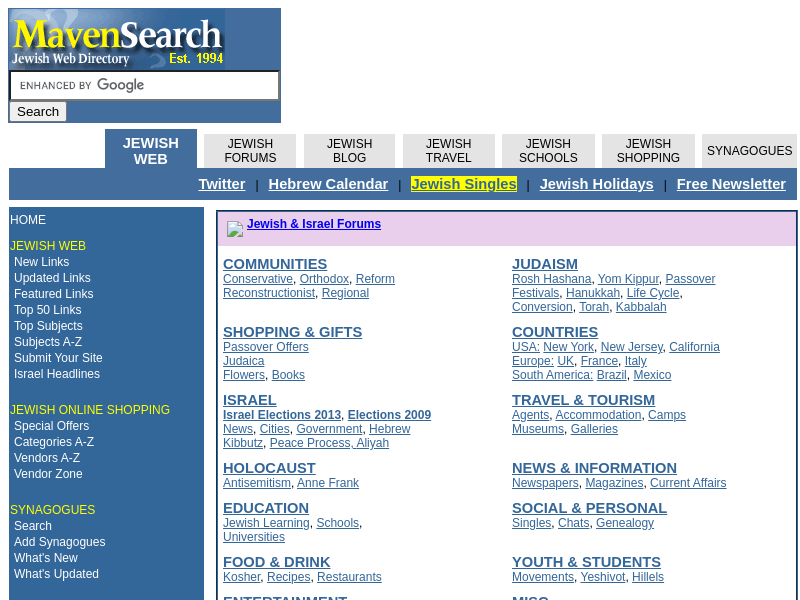 MavenSearch
Jewish Web Directory Est. 1994
ENHANCED BY Google
Search
JEWISH WEB
JEWISH FORUMS
JEWISH BLOG
JEWISH TRAVEL
JEWISH SCHOOLS
JEWISH SHOPPING
SYNAGOGUES
Twitter | Hebrew Calendar | Jewish Singles | Jewish Holidays | Free Newsletter
HOME
JEWISH WEB
New Links
Updated Links
Featured Links
Top 50 Links
Top Subjects
Subjects A-Z
Submit Your Site
Israel Headlines
JEWISH ONLINE SHOPPING
Special Offers
Categories A-Z
Vendors A-Z
Vendor Zone
SYNAGOGUES
Search
Add Synagogues
What's New
What's Updated
Jewish & Israel Forums
COMMUNITIES
Conservative, Orthodox, Reform
Reconstructionist, Regional
SHOPPING & GIFTS
Passover Offers
Judaica
Flowers, Books
ISRAEL
Israel Elections 2013, Elections 2009
News, Cities, Government, Hebrew
Kibbutz, Peace Process, Aliyah
HOLOCAUST
Antisemitism, Anne Frank
EDUCATION
Jewish Learning, Schools,
Universities
FOOD & DRINK
Kosher, Recipes, Restaurants
ENTERTAINMENT
JUDAISM
Rosh Hashana, Yom Kippur, Passover
Festivals, Hanukkah, Life Cycle,
Conversion, Torah, Kabbalah
COUNTRIES
USA: New York, New Jersey, California
Europe: UK, France, Italy
South America: Brazil, Mexico
TRAVEL & TOURISM
Agents, Accommodation, Camps
Museums, Galleries
NEWS & INFORMATION
Newspapers, Magazines, Current Affairs
SOCIAL & PERSONAL
Singles, Chats, Genealogy
YOUTH & STUDENTS
Movements, Yeshivot, Hillels
MISC